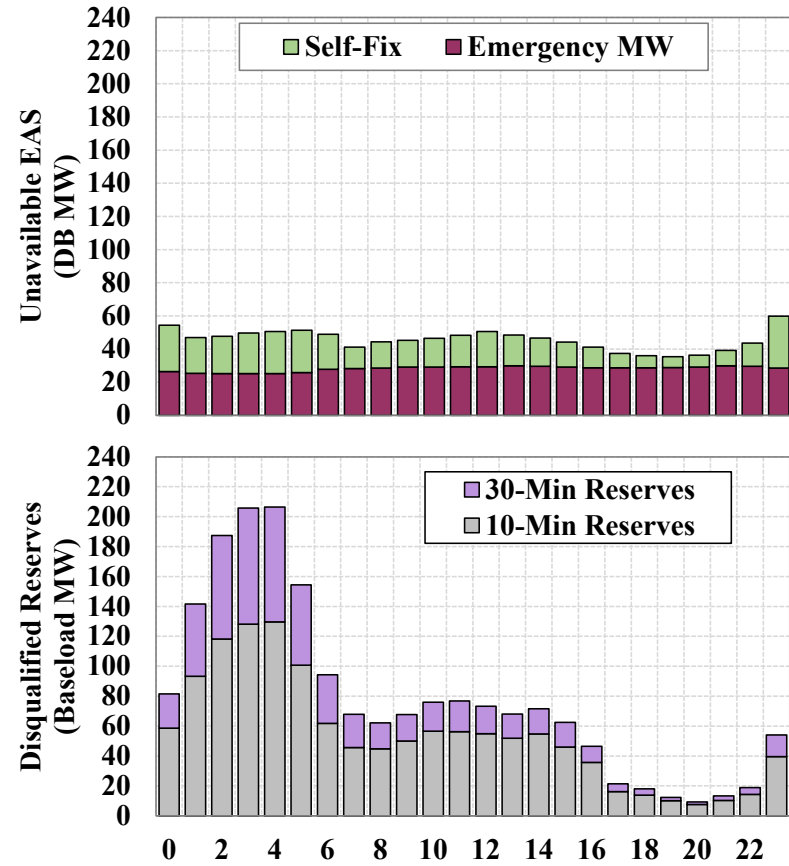 240
220
200
180
160
140
120
100
80
60
40
20
0
Unavailable EAS
(DB MW)
Self-Fix
Emergency MW
240
220
200
180
160
140
120
100
80
60
40
20
0
Disqualified Reserves
(Baseload MW)
30-Min Reserves
10-Min Reserves
0 2 4 6 8 10 12 14 16 18 20 22